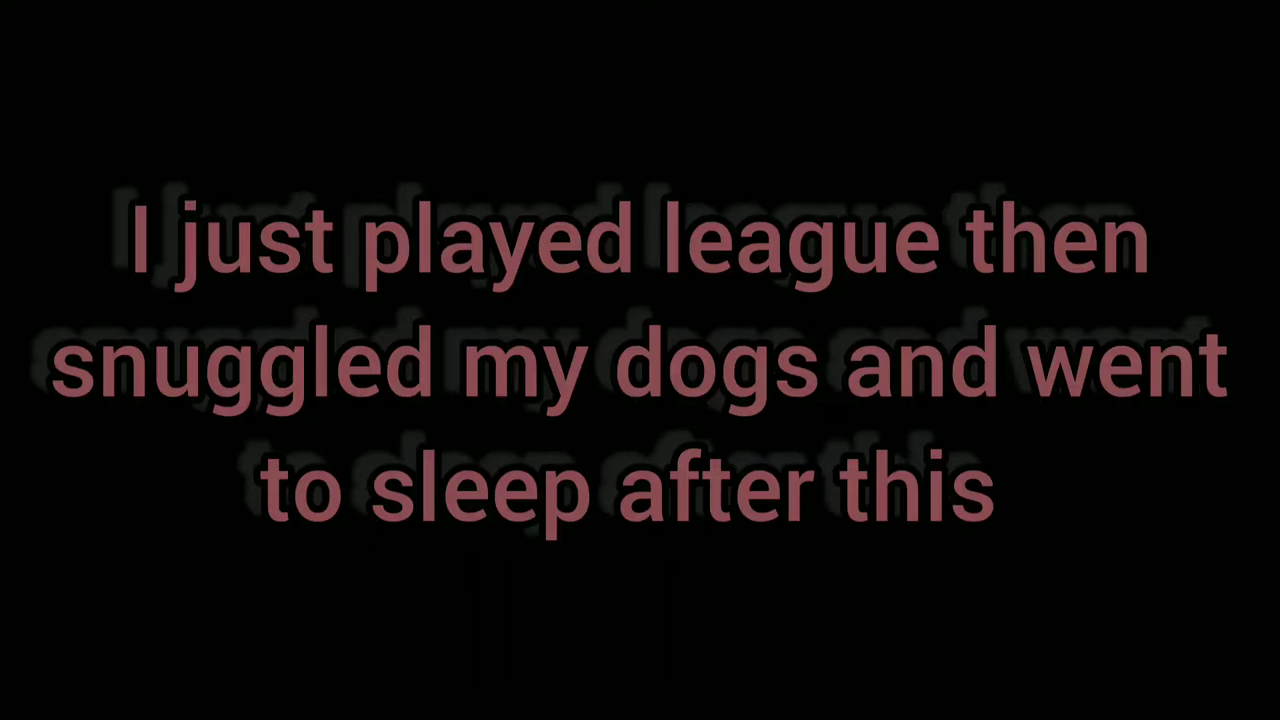 I just played league then
snuggled my dogs and went
to sleep after this